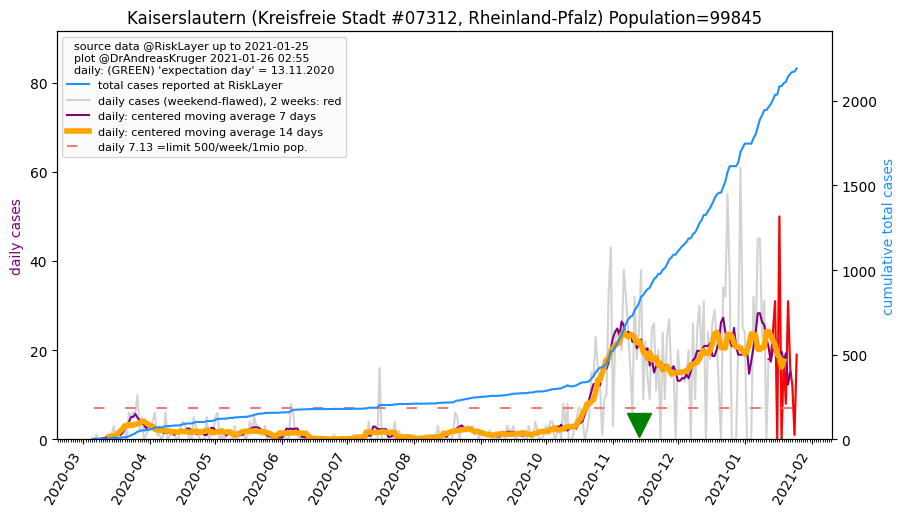 Kaiserslautern (Kreisfreie Stadt #07312, Rheinland-Pfalz) Population=99845
source data @RiskLayer up to 2021-01-25
plot @DrAndreasKruger 2021-01-26 02:55
daily: (GREEN) 'expectation day' = 13.11.2020
total cases reported at RiskLayer
daily cases (weekend-flawed), 2 weeks: red
daily: centered moving average 7 days
daily: centered moving average 14 days
daily 7.13 =limit 500/week/1mio pop.
daily cases
80
60
40
20
0
cumulative total cases
2000
1500
1000
500
0
2020-03
2020-04
2020-05
2020-06
2020-07
2020-08
2020-09
2020-10
2020-11
2020-12
2021-01
2021-02